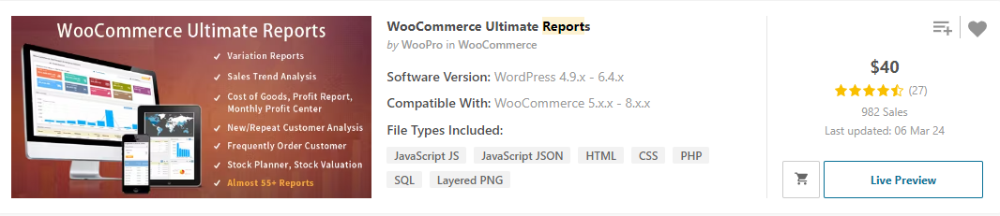 WooCommerce Ultimate Reports
✓ Variation Reports
✓ Sales Trend Analysis
✓ Cost of Goods, Profit Report,
Monthly Profit Center
✓ New/Repeat Customer Analysis
✓ Frequently Order Customer
✓ Stock Planner, Stock Valuation
✓ Almost 55+ Reports
WooCommerce Ultimate Reports
by WooPro in WooCommerce
Software Version: WordPress 4.9.x - 6.4.x
Compatible With: WooCommerce 5.x.x - 8.x.x
File Types Included:
JavaScript JS JavaScript JSON HTML CSS PHP
SQL Layered PNG
$40
(27)
982 Sales
Last updated: 06 Mar 24
Live Preview